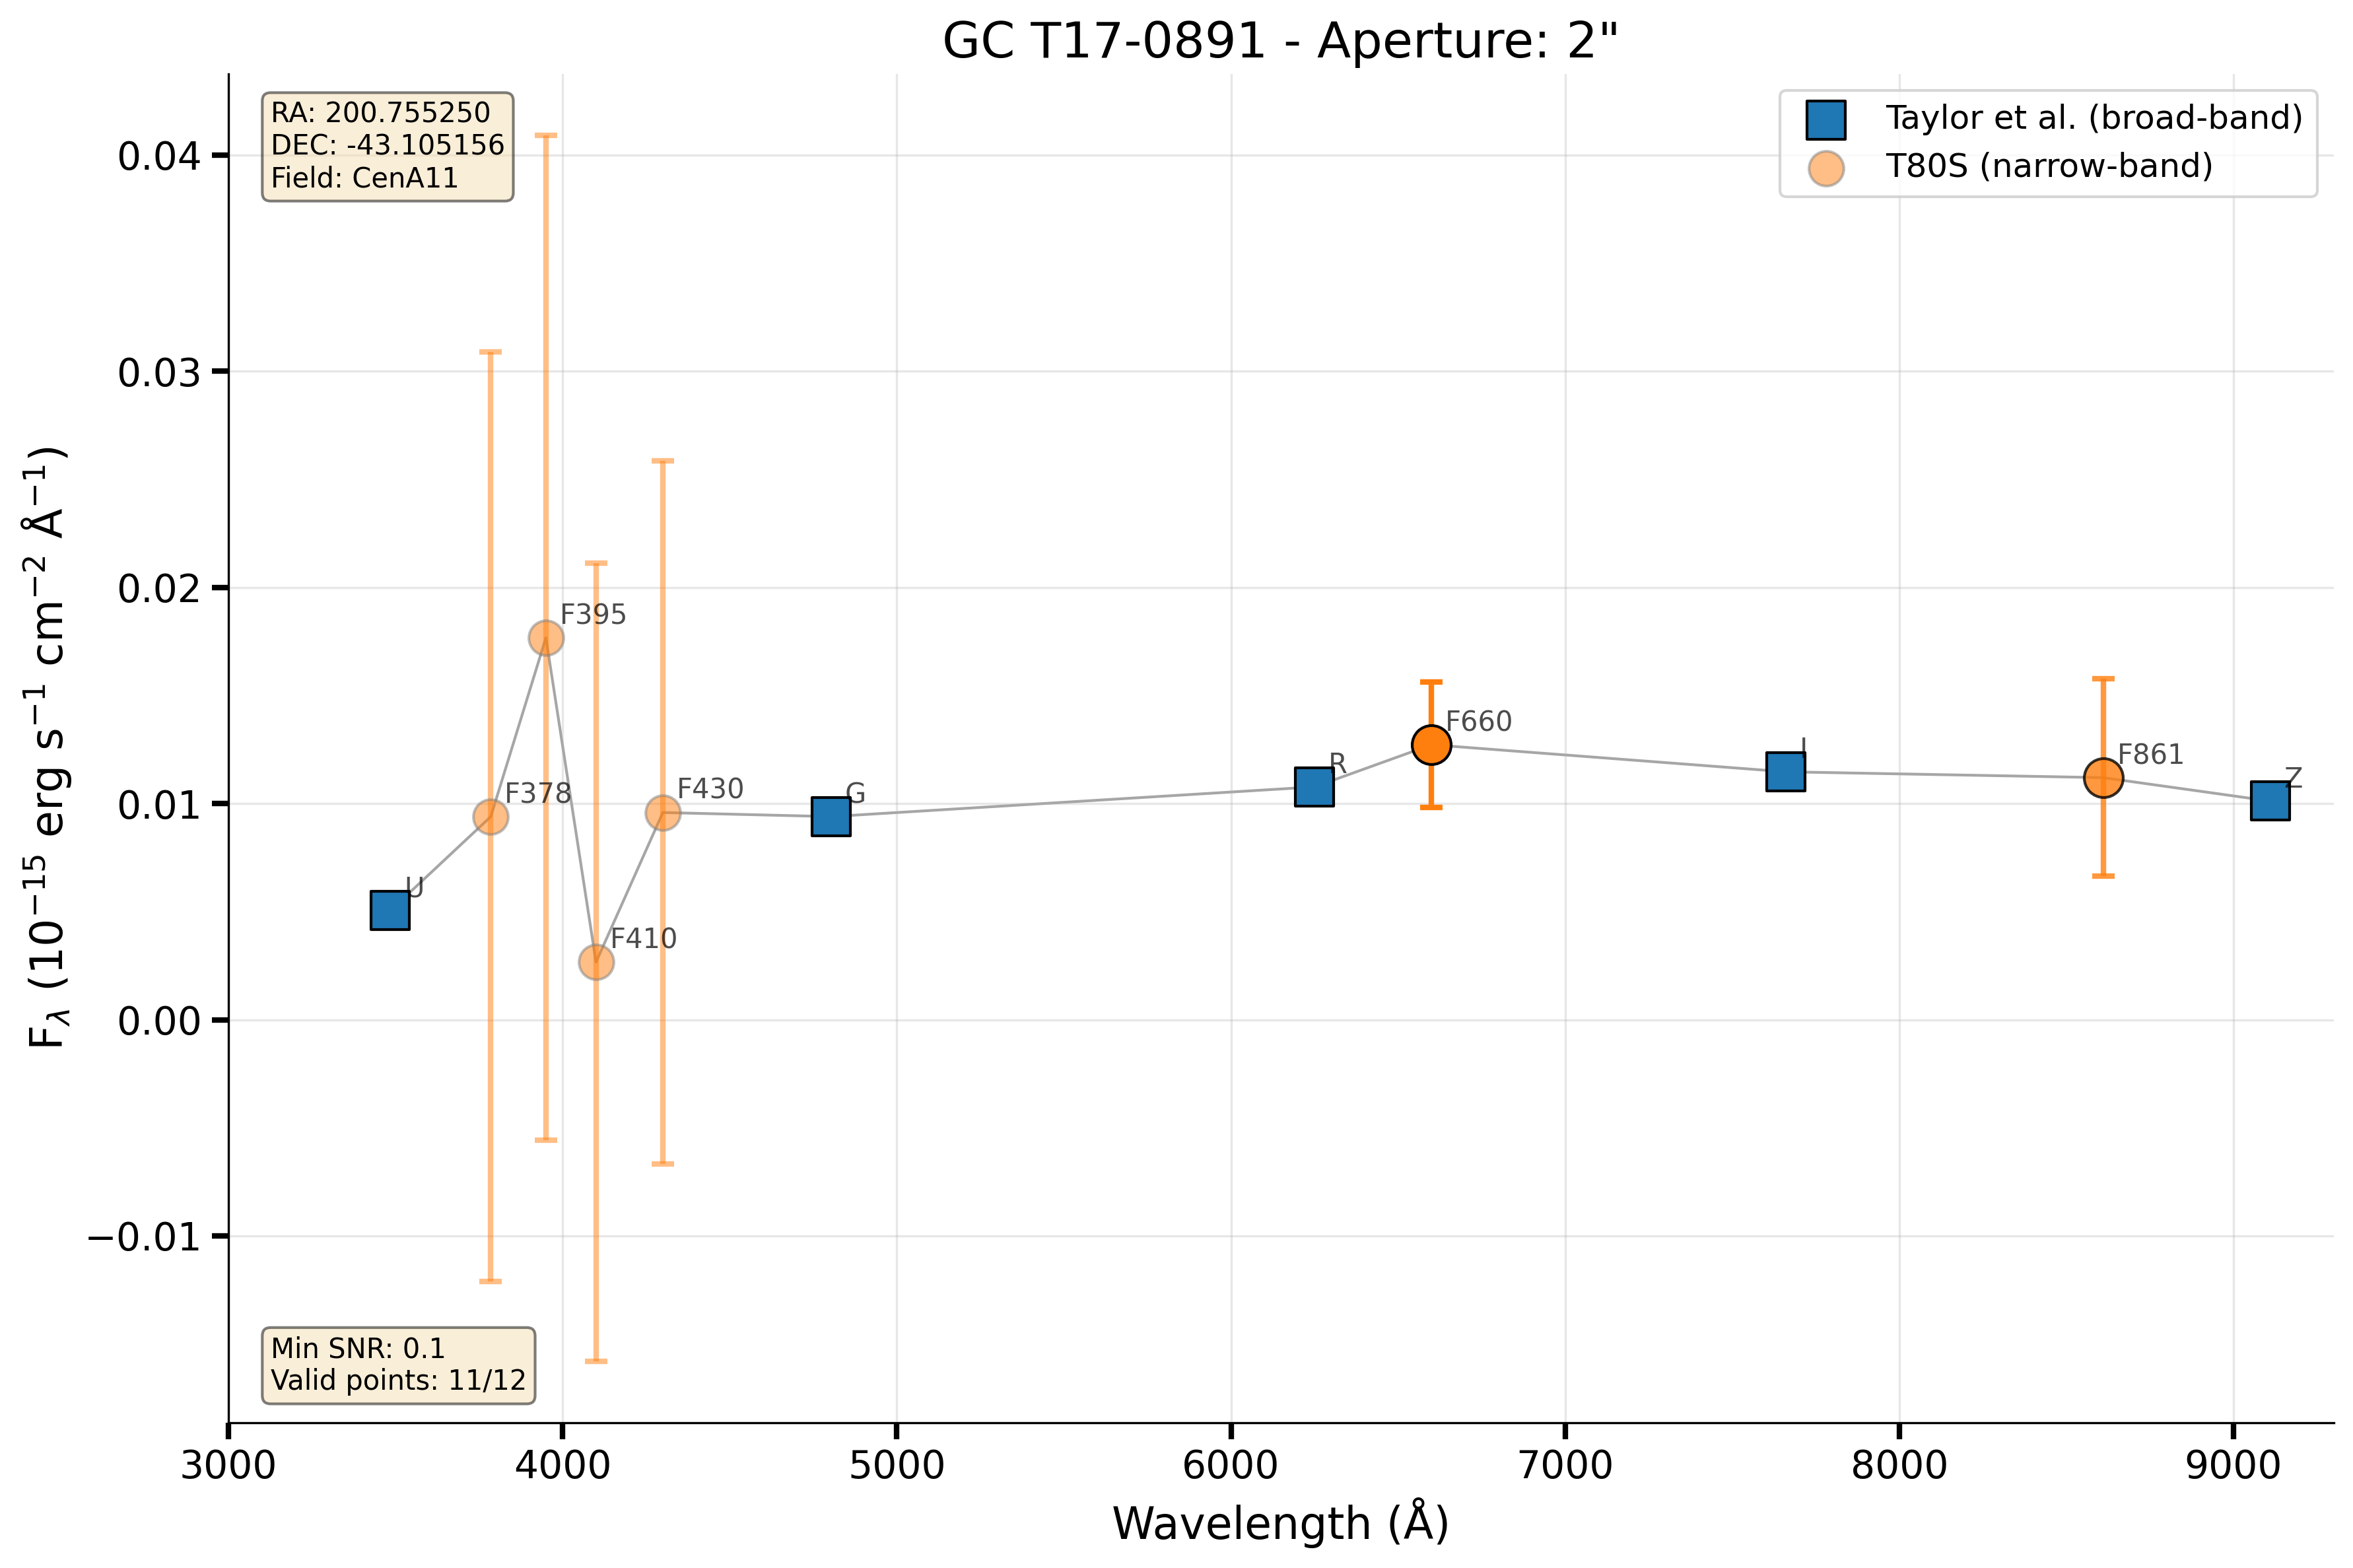 GC T17-0891 - Aperture: 2"
RA: 200.755250
DEC: -43.105156
Field: CenA11
Taylor et al. (broad-band)
T80S (narrow-band)
0.04
0.03
0.02
0.01
0.00
−0.01
F$_λ$ (10$^{−15}$ erg s$^{−1}$ cm$^{−2}$ Å$^{−1}$)
U
F378
F395
F410
F430
G
R
F660
I
F861
Z
Min SNR: 0.1
Valid points: 11/12
3000 4000 5000 6000 7000 8000 9000
Wavelength (Å)